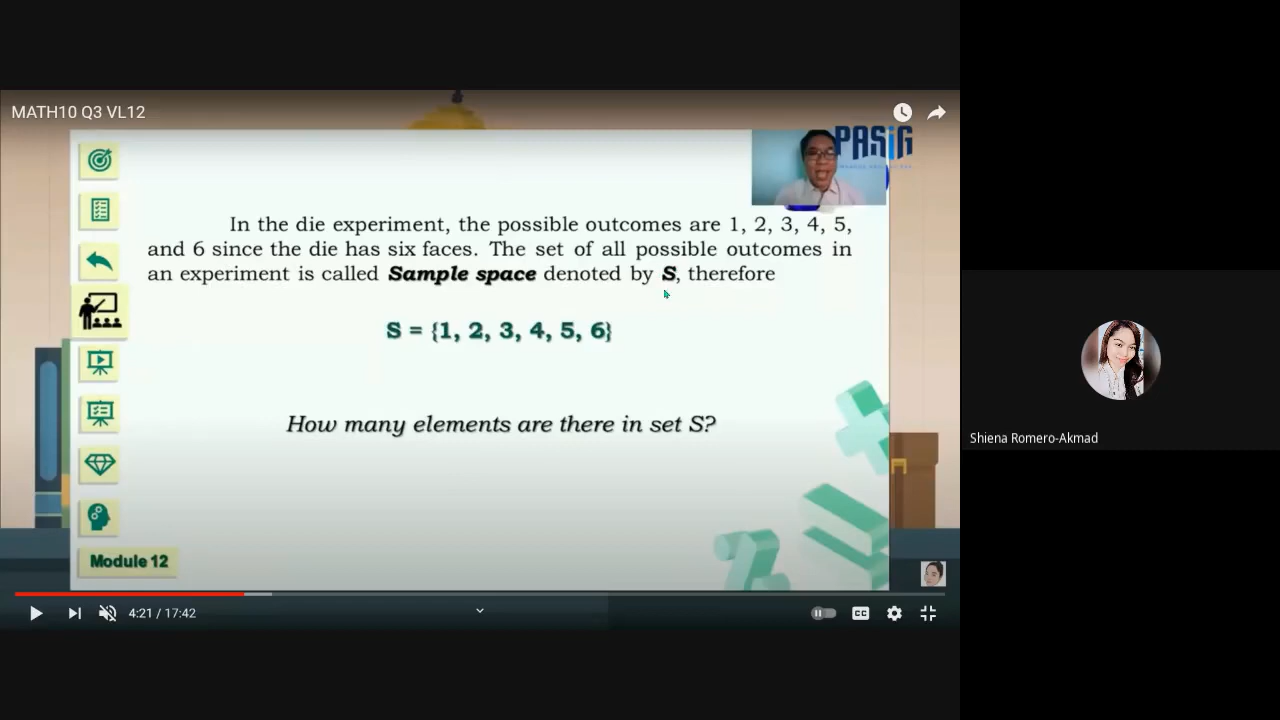 MATH10 Q3 VL12
PASiG
In the die experiment, the possible outcomes are 1, 2, 3, 4, 5,
and 6 since the die has six faces. The set of all possible outcomes in
an experiment is called Sample space denoted by S, therefore
S = {1, 2, 3, 4, 5, 6}
How many elements are there in set S?
Module 12
4:21 / 17:42
CC
Shiena Romero-Akmad